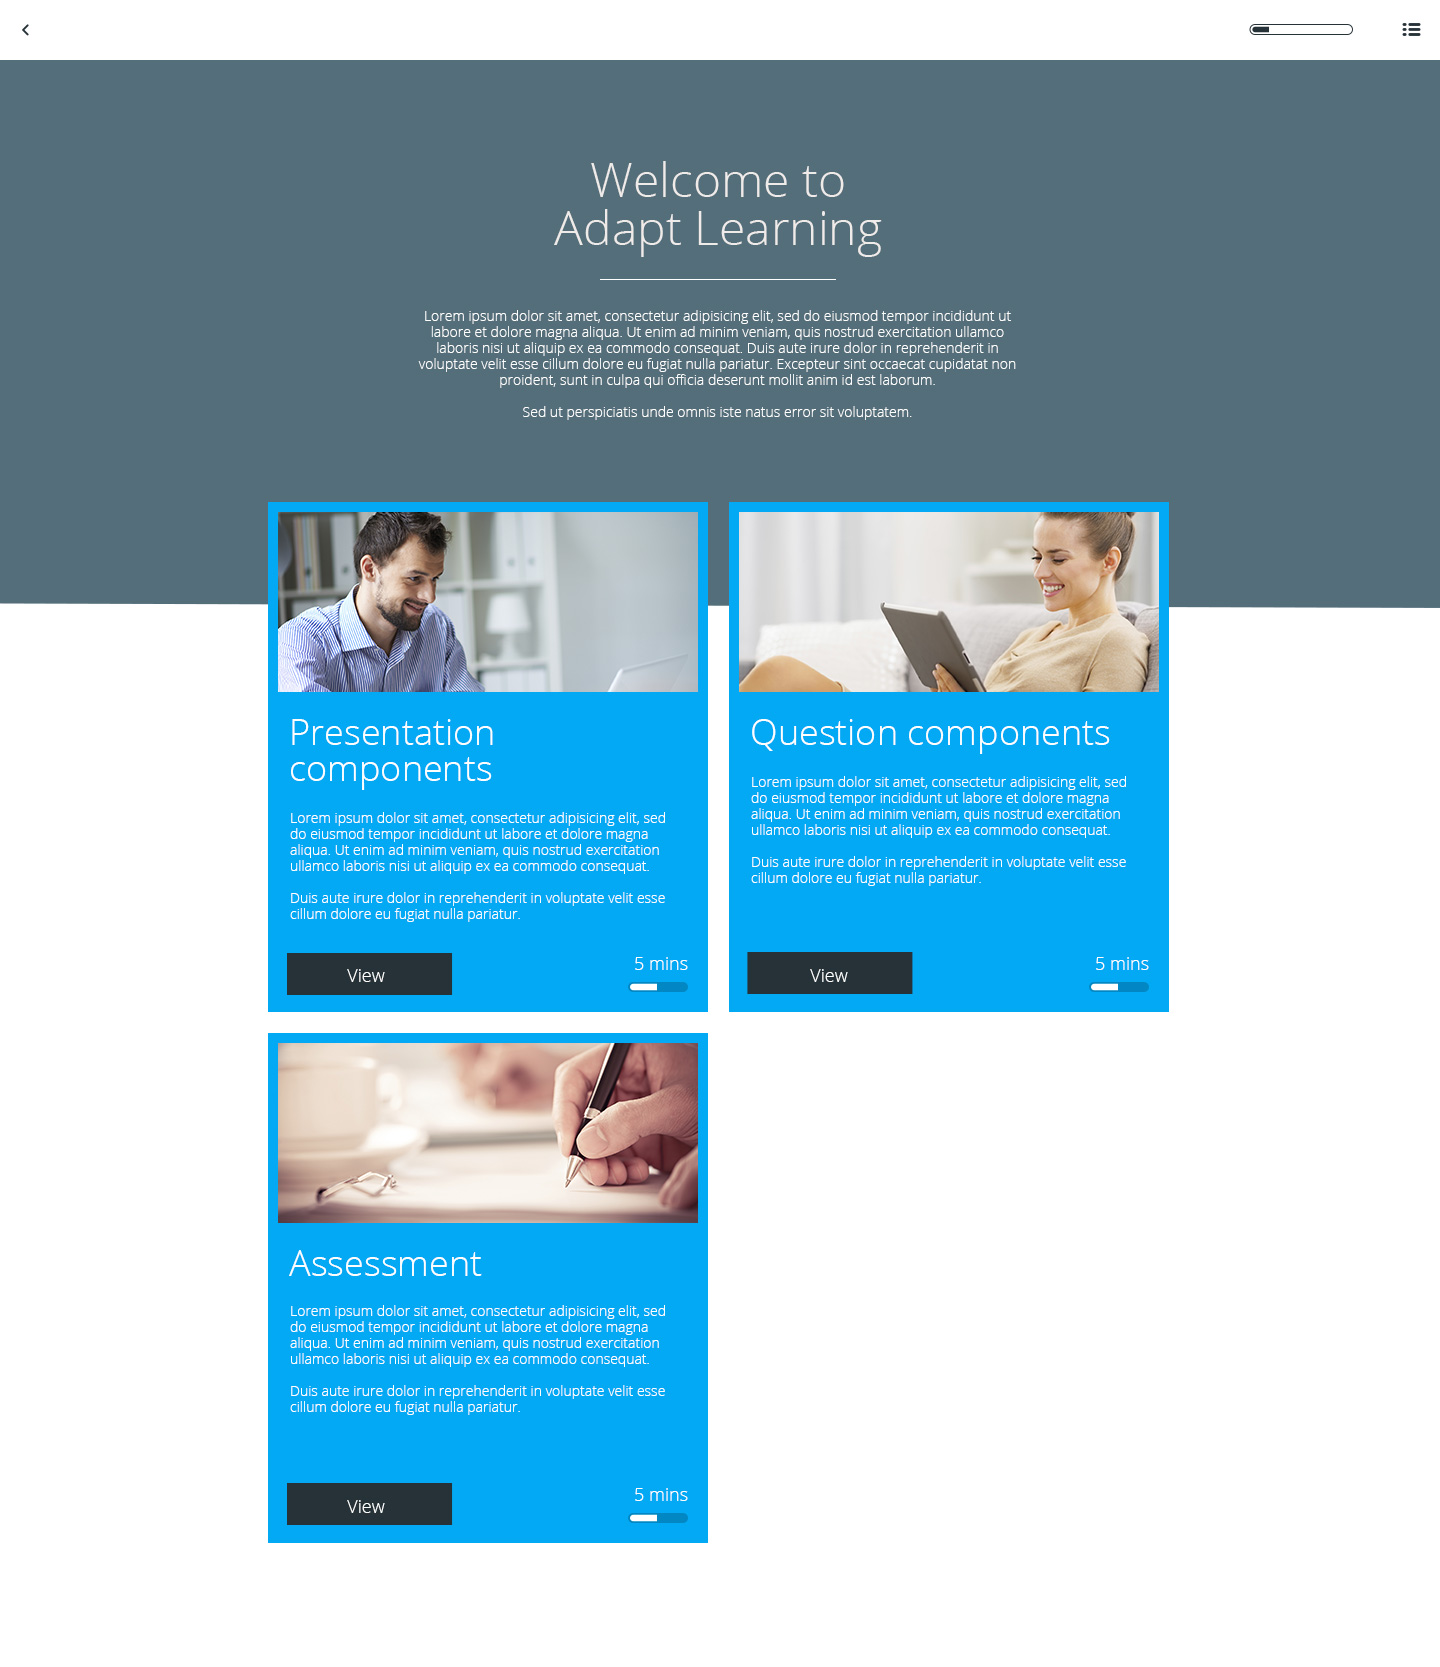 Welcome to
Adapt Learning
Lorem ipsum dolor sit amet, consectetur adipisicing elit, sed do eiusmod tempor incididunt ut
labore et dolore magna aliqua. Ut enim ad minim veniam, quis nostrud exercitation ullamco
laboris nisi ut aliquip ex ea commodo consequat. Duis aute irure dolor in reprehenderit in
voluptate velit esse cillum dolore eu fugiat nulla pariatur. Excepteur sint occaecat cupidatat non
proident, sunt in culpa qui officia deserunt mollit anim id est laborum.
Sed ut perspiciatis unde omnis iste natus error sit voluptatem.
Presentation
components
Lorem ipsum dolor sit amet, consectetur adipisicing elit, sed
do eiusmod tempor incididunt ut labore et dolore magna
aliqua. Ut enim ad minim veniam, quis nostrud exercitation
ullamco laboris nisi ut aliquip ex ea commodo consequat.
Duis aute irure dolor in reprehenderit in voluptate velit esse
cillum dolore eu fugiat nulla pariatur.
View
5 mins
Question components
Lorem ipsum dolor sit amet, consectetur adipisicing elit, sed
do eiusmod tempor incididunt ut labore et dolore magna
aliqua. Ut enim ad minim veniam, quis nostrud exercitation
ullamco laboris nisi ut aliquip ex ea commodo consequat.
Duis aute irure dolor in reprehenderit in voluptate velit esse
cillum dolore eu fugiat nulla pariatur.
View
5 mins
Assessment
Lorem ipsum dolor sit amet, consectetur adipisicing elit, sed
do eiusmod tempor incididunt ut labore et dolore magna
aliqua. Ut enim ad minim veniam, quis nostrud exercitation
ullamco laboris nisi ut aliquip ex ea commodo consequat.
Duis aute irure dolor in reprehenderit in voluptate velit esse
cillum dolore eu fugiat nulla pariatur.
View
5 mins